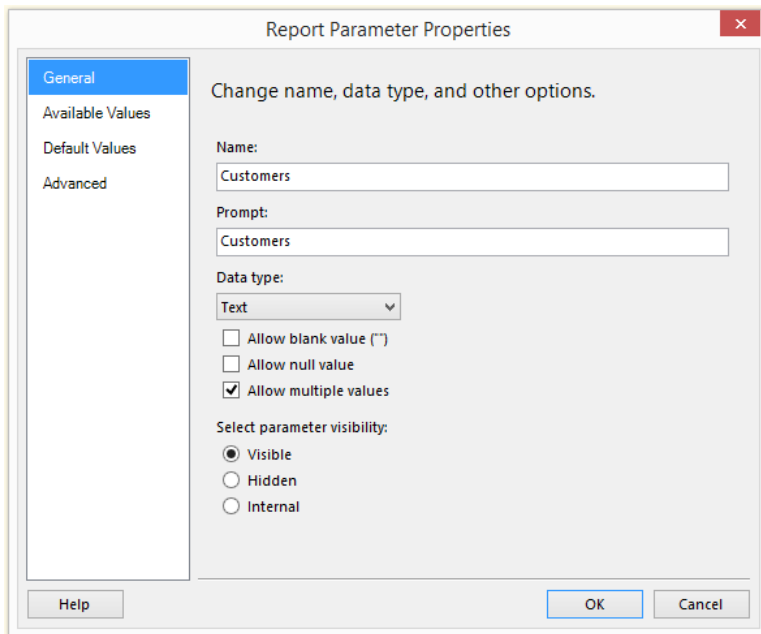 Report Parameter Properties
General
Available Values
Default Values
Advanced
Change name, data type, and other options.
Name:
Customers
Prompt:
Customers
Data type:
Text
Allow blank value ("")
Allow null value
Allow multiple values
Select parameter visibility:
Visible
Hidden
Internal
Help
OK
Cancel